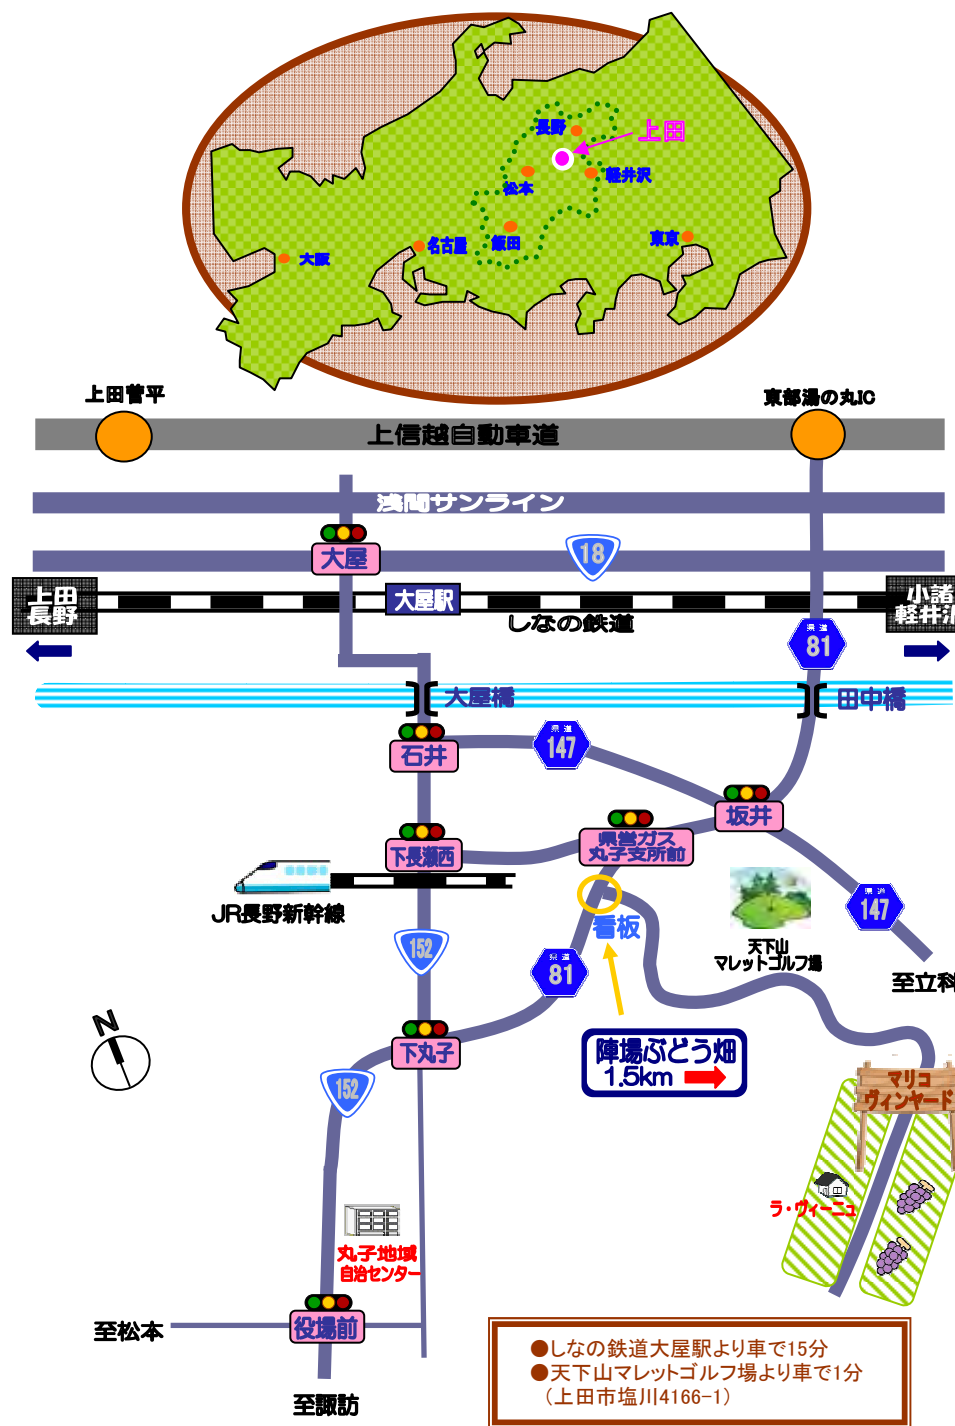 長野
上田
松本
軽井沢
飯田
名古屋
東京
大阪
上田菅平
東部湯の丸IC
上信越自動車道
浅間サンライン
大屋
18
上田
長野
大屋駅
しなの鉄道
小諸
軽井沢
県道
81
大屋橋
田中橋
石井
県道
147
坂井
県営ガス
丸子支所前
下長瀬西
JR長野新幹線
看板
天下山
マレットゴルフ場
県道
147
至立科
152
県道
81
N
下丸子
陣場ぶどう畑
1.5km
152
マリコ
ヴィンヤード
ラ・ヴィーニュ
丸子地域
自治センター
至松本
役場前
至諏訪
●しなの鉄道大屋駅より車で15分
●天下山マレットゴルフ場より車で1分
(上田市塩川4166-1)